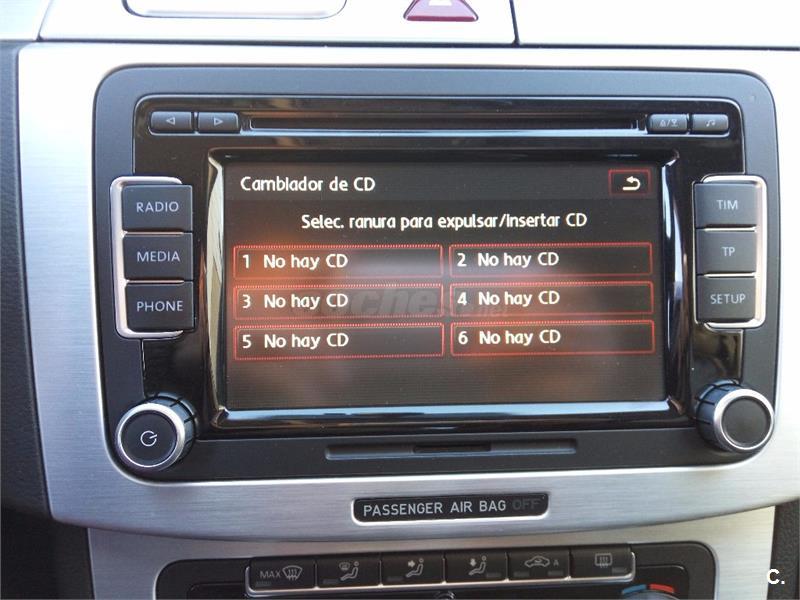 Cambiador de CD
RADIO
TIM
Selec. ranura para expulsar/insertar CD
MEDIA
TP
1 No hay CD
2 No hay CD
PHONE
SETUP
3 No hay CD
4 No hay CD
5 No hay CD
6 No hay CD
PASSENGER AIR BAG OFF
MAX
A
C.